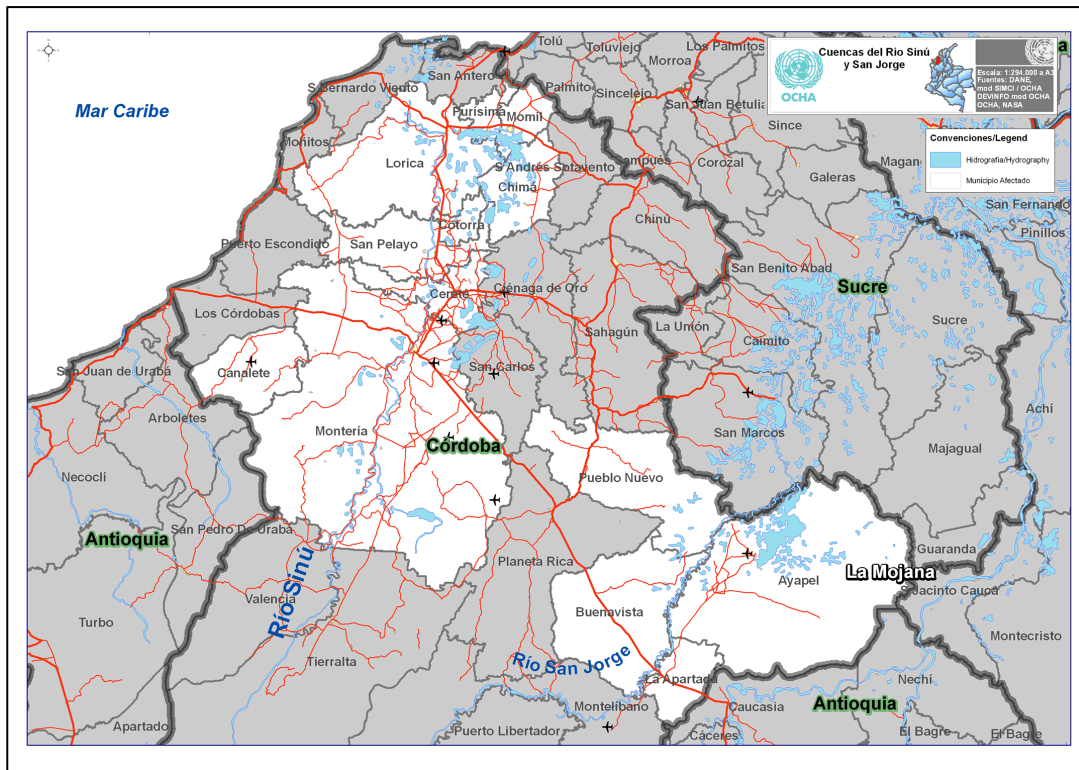 Cuencas del Río Sinú
y San Jorge
OCHA
Escala: 1:294.000 a A3
Fuentes: DANE,
mod SIMCI / OCHA
DEVINFO mod OCHA
OCHA, NASA
Convenciones/Legend
Hidrografía/Hydrography
Municipio Afectado
Mar Caribe
Tolú
Toluviejo
Los Palmitos
Morroa
San Antero
S Bernardo Viento
Palmito
Sincelejo
San Juan Betulia
Purisima
Momil
Since
Moñitos
Lorica
S Andrés Sotavento
Sampués
Corozal
Magan
Galeras
Chimá
San Fernando
Chinú
Pinillos
Cotorra
Puerto Escondido
San Pelayo
San Benito Abad
Sucre
Cereté
Ciénaga de Oro
Los Córdobas
Sucre
La Unión
Sahagún
Caimito
San Juan de Urabá
Canalete
San Carlos
Achí
Arboletes
Montería
Córdoba
San Marcos
Majagual
Necoclí
Pueblo Nuevo
San Pedro De Urabá
Antioquia
Guaranda
Río Sinú
Planeta Rica
Ayapel
La Mojana
S Jacinto Cauca
Valencia
Buenavista
Turbo
Montecristo
Tierralta
Río San Jorge
La Apartada
Nechí
Montelíbano
Caucasia
Antioquia
Apartado
Puerto Libertador
Cáceres
El Bagre
El Bagre